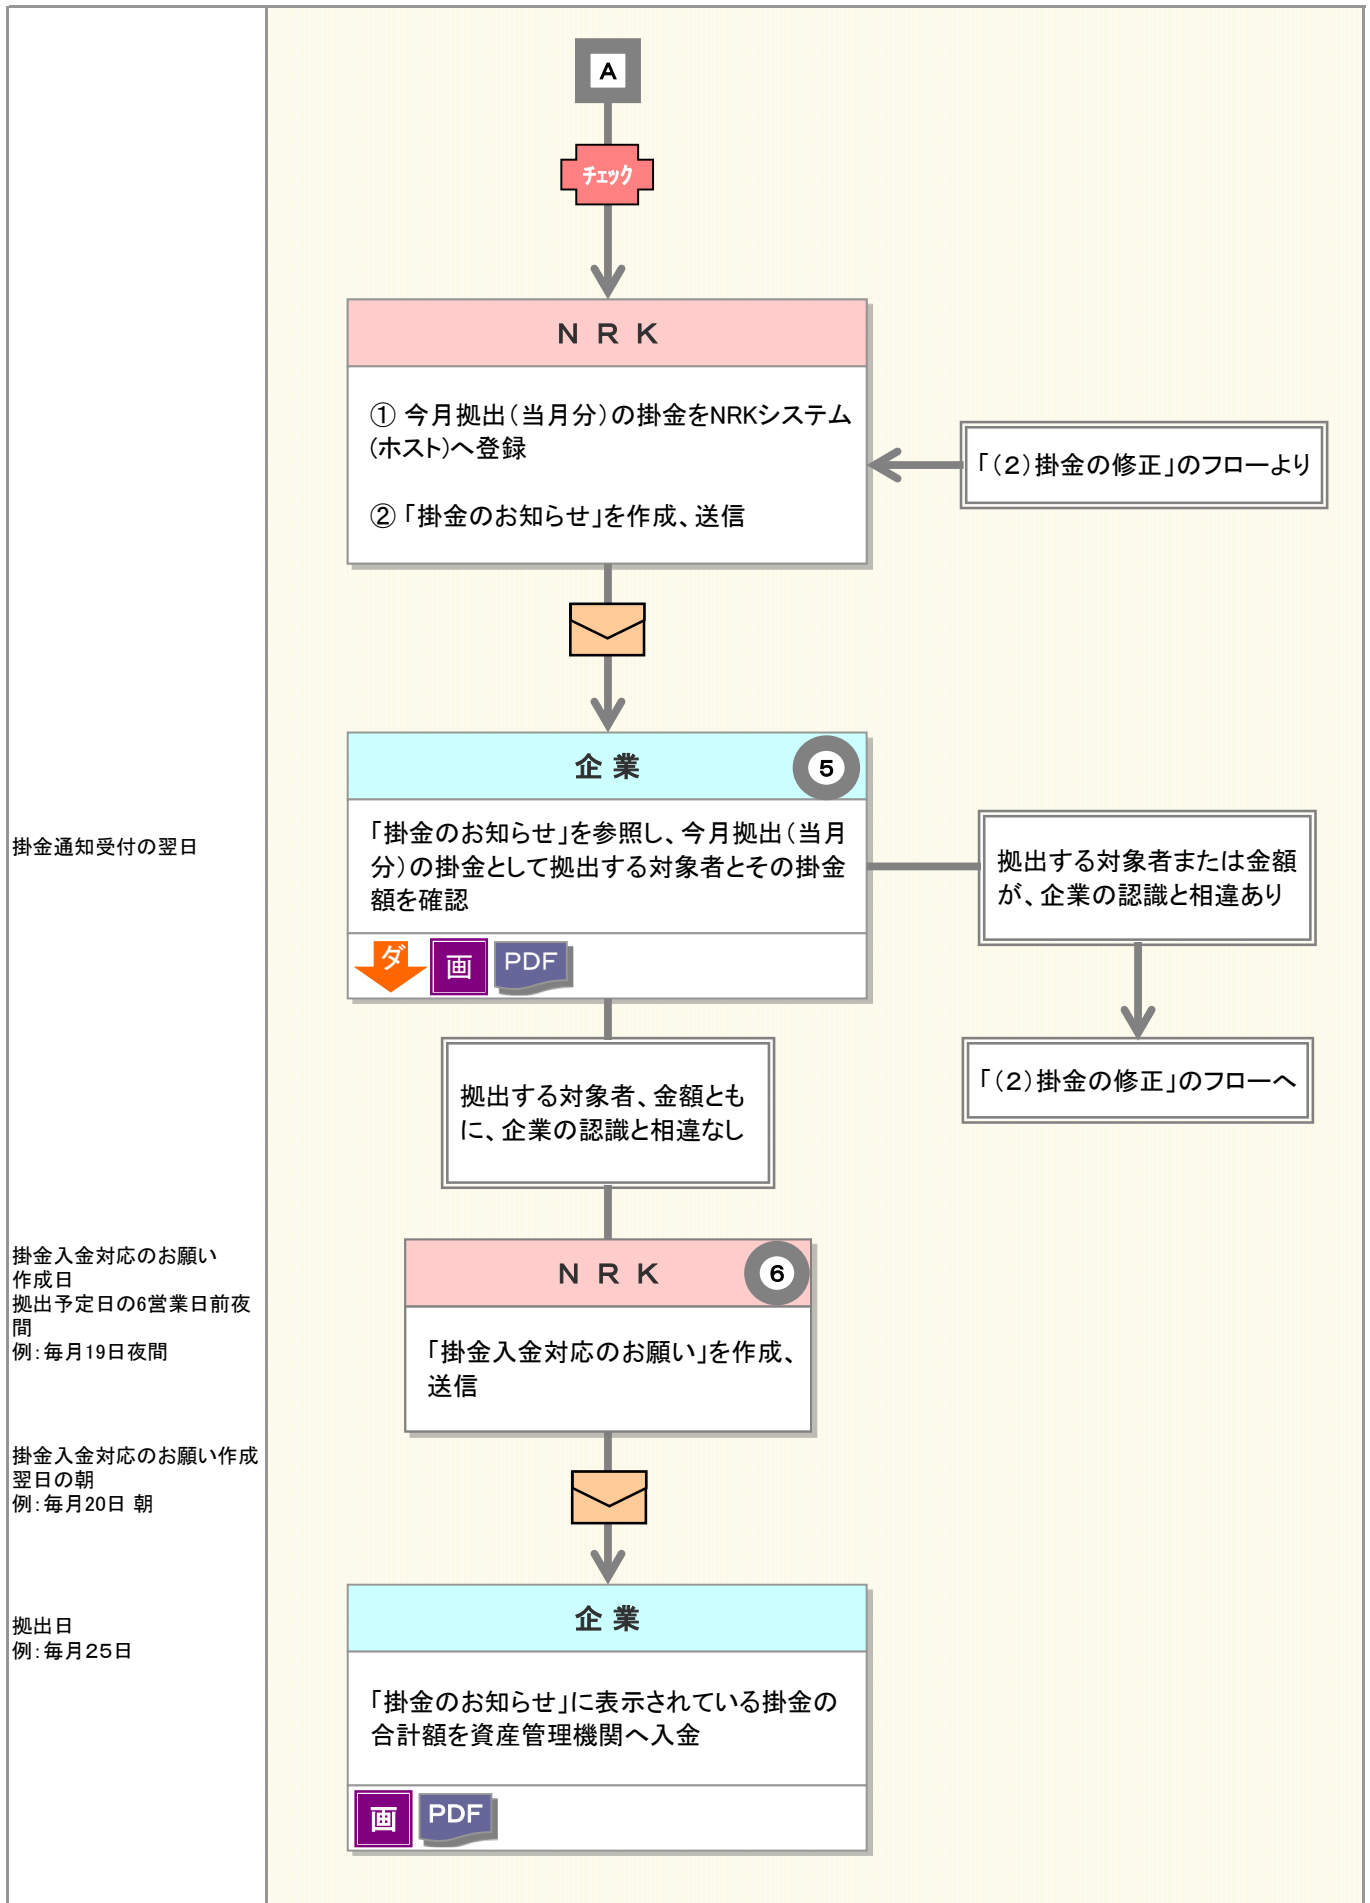 A
チェック
ＮＲＫ
① 今月拠出（当月分）の掛金をNRKシステム
(ホスト)へ登録
② 「掛金のお知らせ」を作成、送信
「（２）掛金の修正」のフローより
企業
5
掛金通知受付の翌日
「掛金のお知らせ」を参照し、今月拠出（当月
分）の掛金として拠出する対象者とその掛金
額を確認
ダ
画
PDF
拠出する対象者または金額
が、企業の認識と相違あり
「（２）掛金の修正」のフローへ
拠出する対象者、金額とも
に、企業の認識と相違なし
掛金入金対応のお願い
作成日
拠出予定日の6営業日前夜
間
例：毎月19日夜間
ＮＲＫ
6
「掛金入金対応のお願い」を作成、
送信
掛金入金対応のお願い作成
翌日の朝
例：毎月20日 朝
拠出日
例：毎月２５日
企業
「掛金のお知らせ」に表示されている掛金の
合計額を資産管理機関へ入金
画
PDF